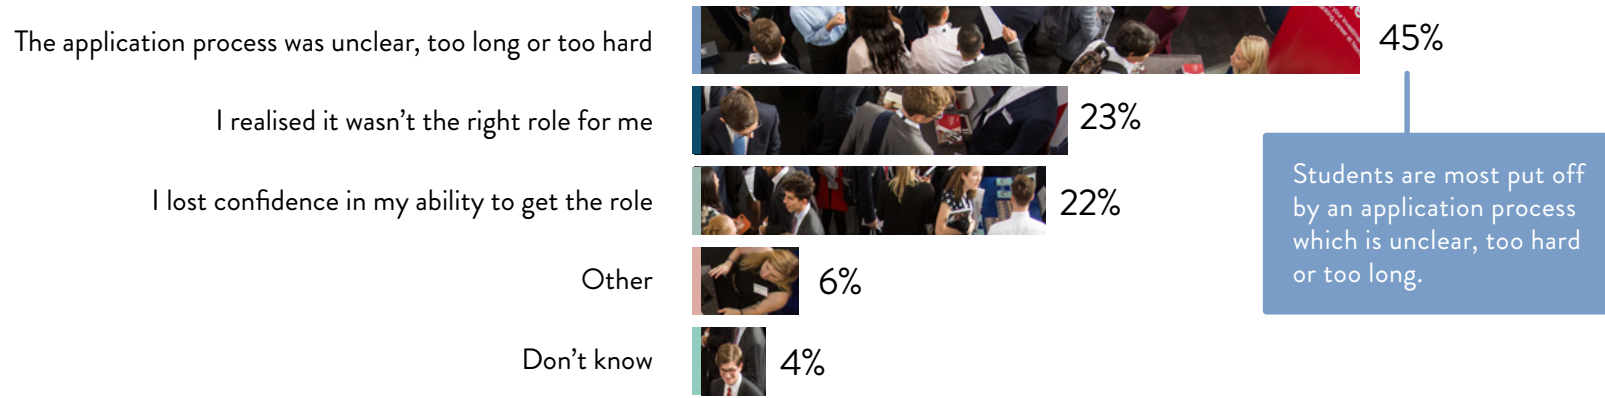 The application process was unclear, too long or too hard
45%
I realised it wasn't the right role for me
23%
I lost confidence in my ability to get the role
22%
Other
6%
Don't know
4%
Students are most put off
by an application process
which is unclear, too hard
or too long.